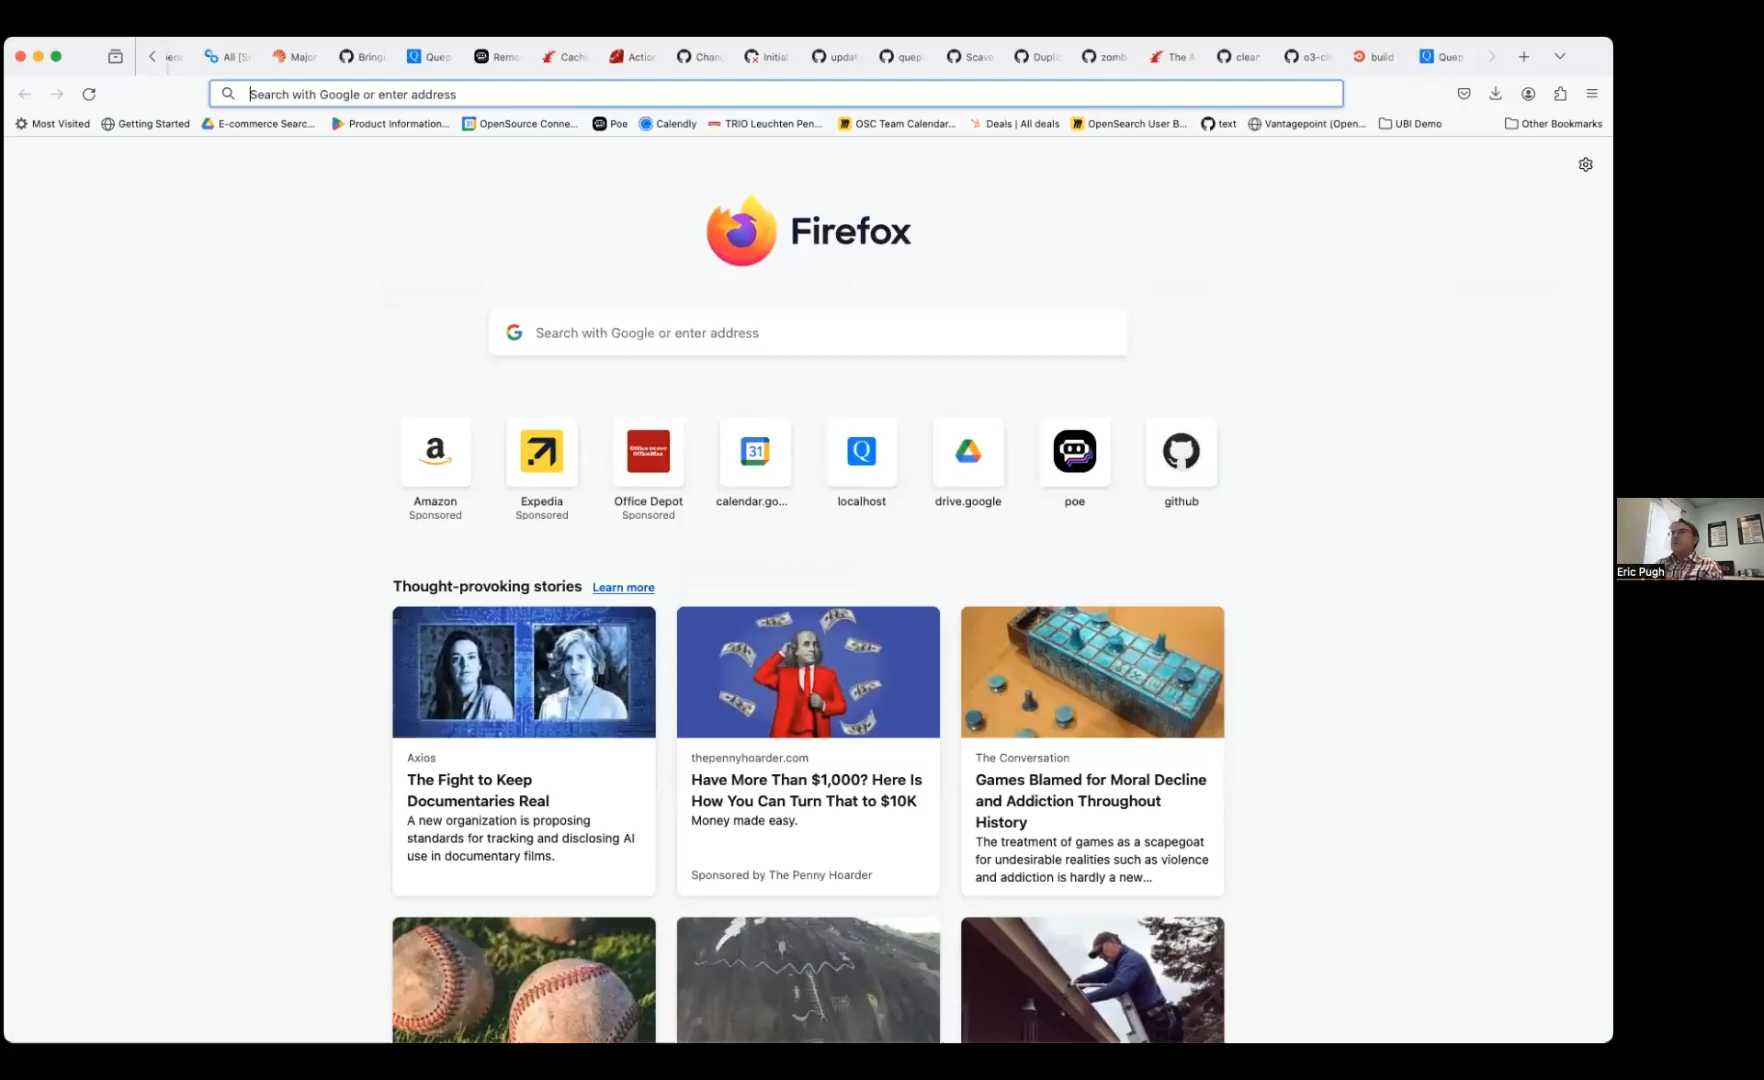 All [S
Major
Bringi
Quep
Remo
Cachi
Action
Chang
Initial
updat
quepi
Scave
Duplic
zomb
The A
clear
o3-cl
build
Quep
Search with Google or enter address
Most Visited
Getting Started
E-commerce Searc...
Product Information...
OpenSource Conne...
Poe
Calendly
TRIO Leuchten Pen...
OSC Team Calendar...
Deals | All deals
OpenSearch User B...
text
Vantagepoint (Open...
UBI Demo
Other Bookmarks
Firefox
Search with Google or enter address
31
Amazon
Sponsored
Expedia
Sponsored
Office Depot
Sponsored
calendar.go...
localhost
drive.google
poe
github
Thought-provoking stories Learn more
Axios
The Fight to Keep
Documentaries Real
A new organization is proposing
standards for tracking and disclosing AI
use in documentary films.
thepennyhoarder.com
Have More Than $1,000? Here Is
How You Can Turn That to $10K
Money made easy.
Sponsored by The Penny Hoarder
The Conversation
Games Blamed for Moral Decline
and Addiction Throughout
History
The treatment of games as a scapegoat
for undesirable realities such as violence
and addiction is hardly a new...
Eric Pugh